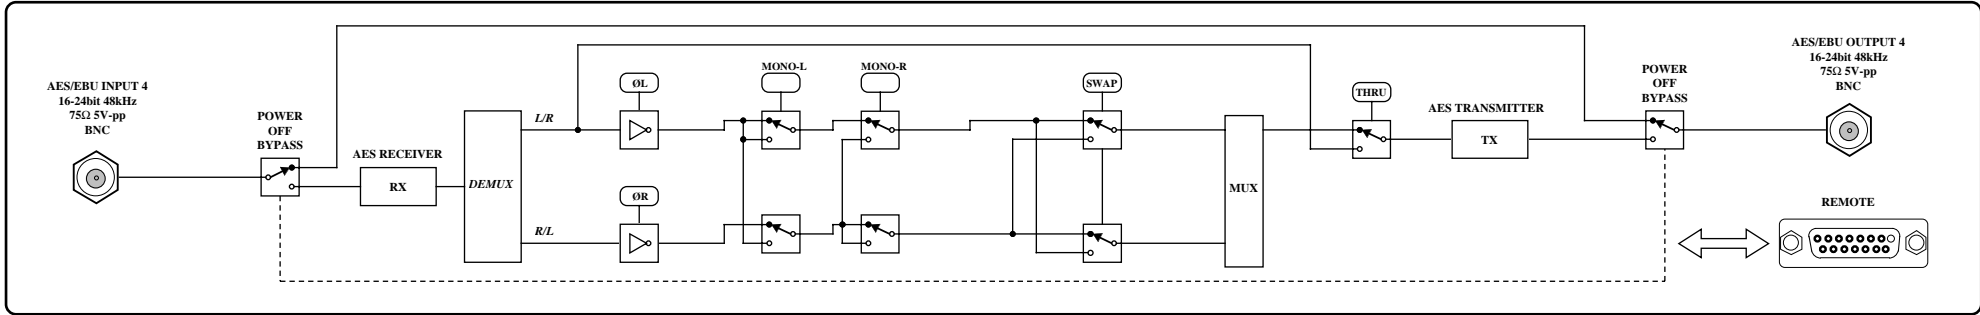 AES/EBU INPUT 4
16-24bit 48kHz
75Ω 5V-pp
BNC
POWER
OFF
BYPASS
AES RECEIVER
RX
DEMUX
L/R
R/L
ØL
ØR
MONO-L
MONO-R
SWAP
MUX
THRU
AES TRANSMITTER
TX
POWER
OFF
BYPASS
AES/EBU OUTPUT 4
16-24bit 48kHz
75Ω 5V-pp
BNC
REMOTE